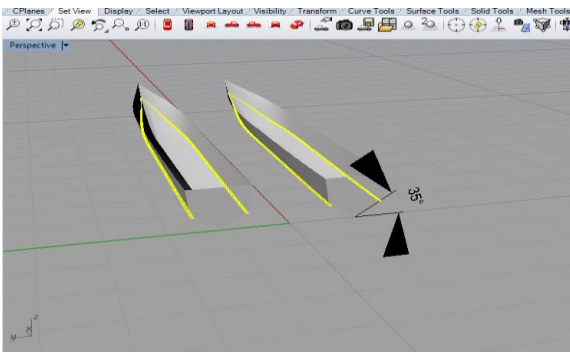 CPlanes Set View Display Select Viewport Layout Visibility Transform Curve Tools Surface Tools Solid Tools Mesh Tools
Perspective
35°
z
y x